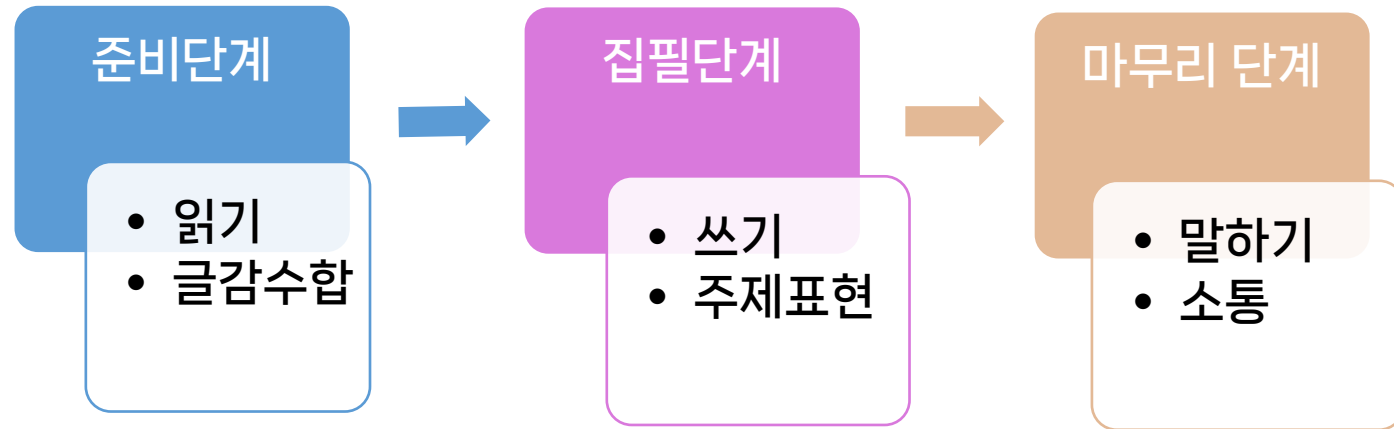 준비단계
• 읽기
• 글감수합
집필단계
• 쓰기
• 주제표현
마무리 단계
• 말하기
• 소통